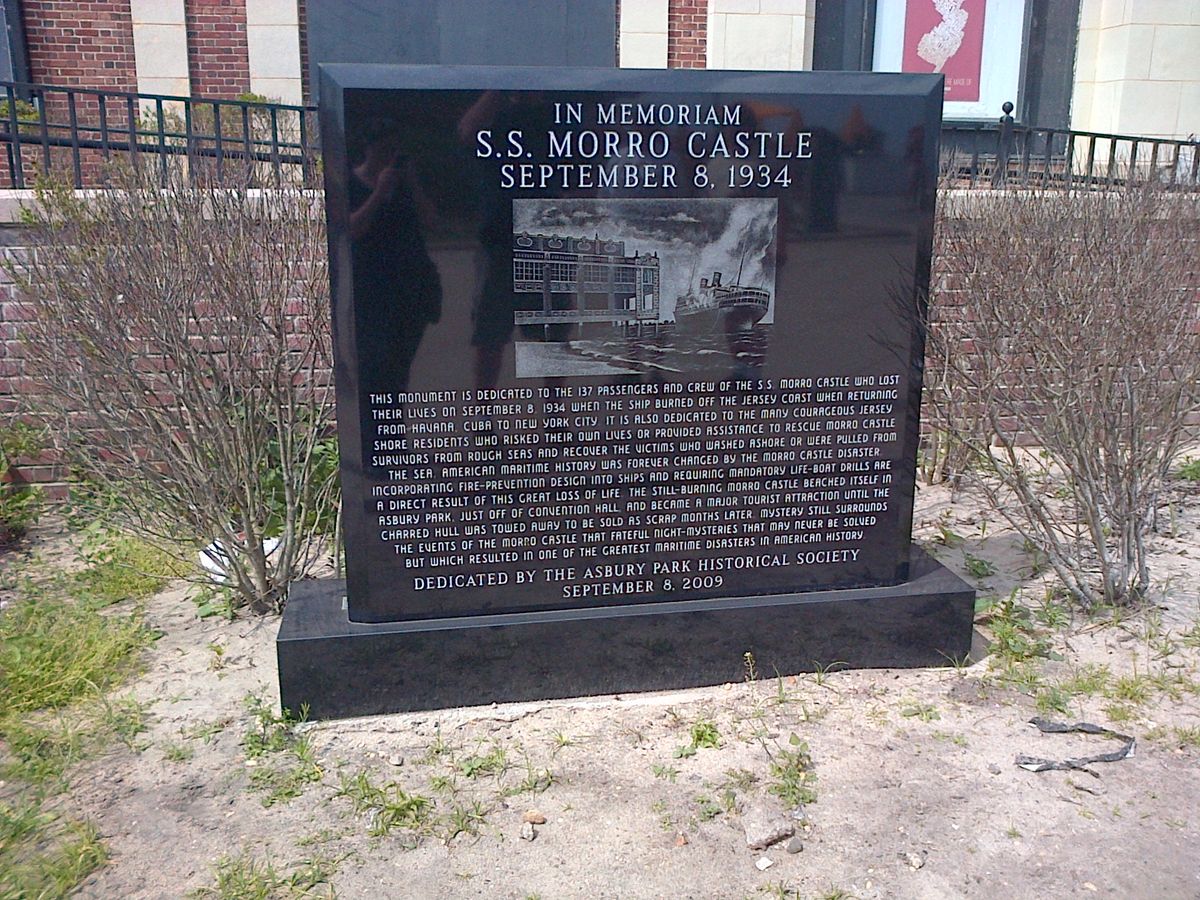 IN MEMORIAM
S.S. MORRO CASTLE
SEPTEMBER 8, 1934
THIS MONUMENT IS DEDICATED TO THE 137 PASSENGERS AND CREW OF THE S.S. MORRO CASTLE WHO LOST
THEIR LIVES ON SEPTEMBER 8, 1934 WHEN THE SHIP BURNED OFF THE JERSEY COAST WHEN RETURNING
FROM HAVANA, CUBA TO NEW YORK CITY. IT IS ALSO DEDICATED TO THE MANY COURAGEOUS JERSEY
SHORE RESIDENTS WHO RISKED THEIR OWN LIVES OR PROVIDED ASSISTANCE TO RESCUE MORRO CASTLE
SURVIVORS FROM ROUGH SEAS AND RECOVER THE VICTIMS WHO WASHED ASHORE OR WERE PULLED FROM
THE SEA. AMERICAN MARITIME HISTORY WAS FOREVER CHANGED BY THE MORRO CASTLE DISASTER.
INCORPORATING FIRE-PREVENTION DESIGN INTO SHIPS AND REQUIRING MANDATORY LIFE-BOAT DRILLS ARE
A DIRECT RESULT OF THIS GREAT LOSS OF LIFE. THE STILL-BURNING MORRO CASTLE BEACHED ITSELF IN
ASBURY PARK, JUST OFF OF CONVENTION HALL, AND BECAME A MAJOR TOURIST ATTRACTION UNTIL THE
CHARRED HULL WAS TOWED AWAY TO BE SOLD AS SCRAP MONTHS LATER. MYSTERY STILL SURROUNDS
THE EVENTS OF THE MORRO CASTLE THAT FATEFUL NIGHT-MYSTERIES THAT MAY NEVER BE SOLVED
BUT WHICH RESULTED IN ONE OF THE GREATEST MARITIME DISASTERS IN AMERICAN HISTORY.
DEDICATED BY THE ASBURY PARK HISTORICAL SOCIETY
SEPTEMBER 8, 2009